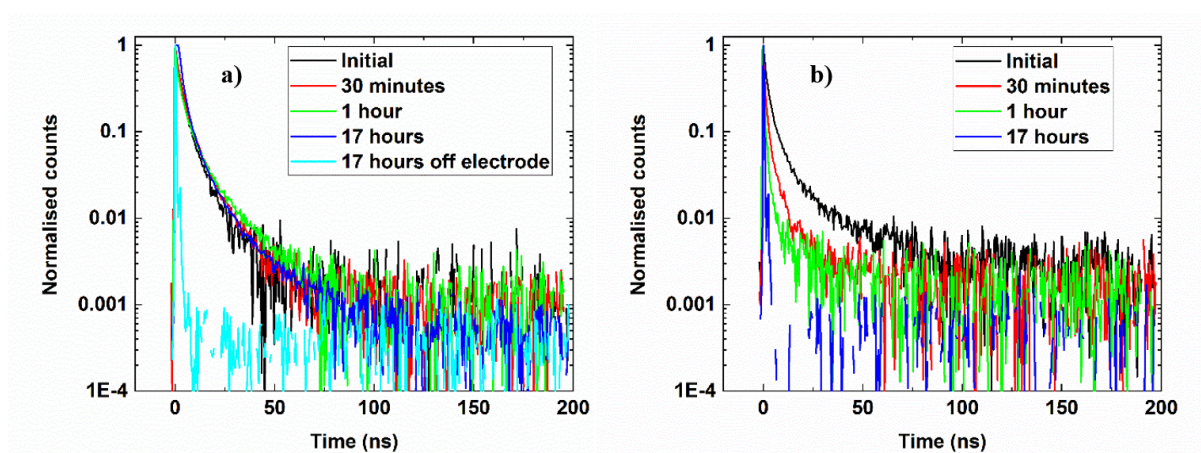 a)
Initial
30 minutes
1 hour
17 hours
17 hours off electrode
1
0.1
0.01
0.001
1E-4
Normalised counts
0 50 100 150 200
Time (ns)
b)
Initial
30 minutes
1 hour
17 hours
1
0.1
0.01
0.001
1E-4
Normalised counts
0 50 100 150 200
Time (ns)